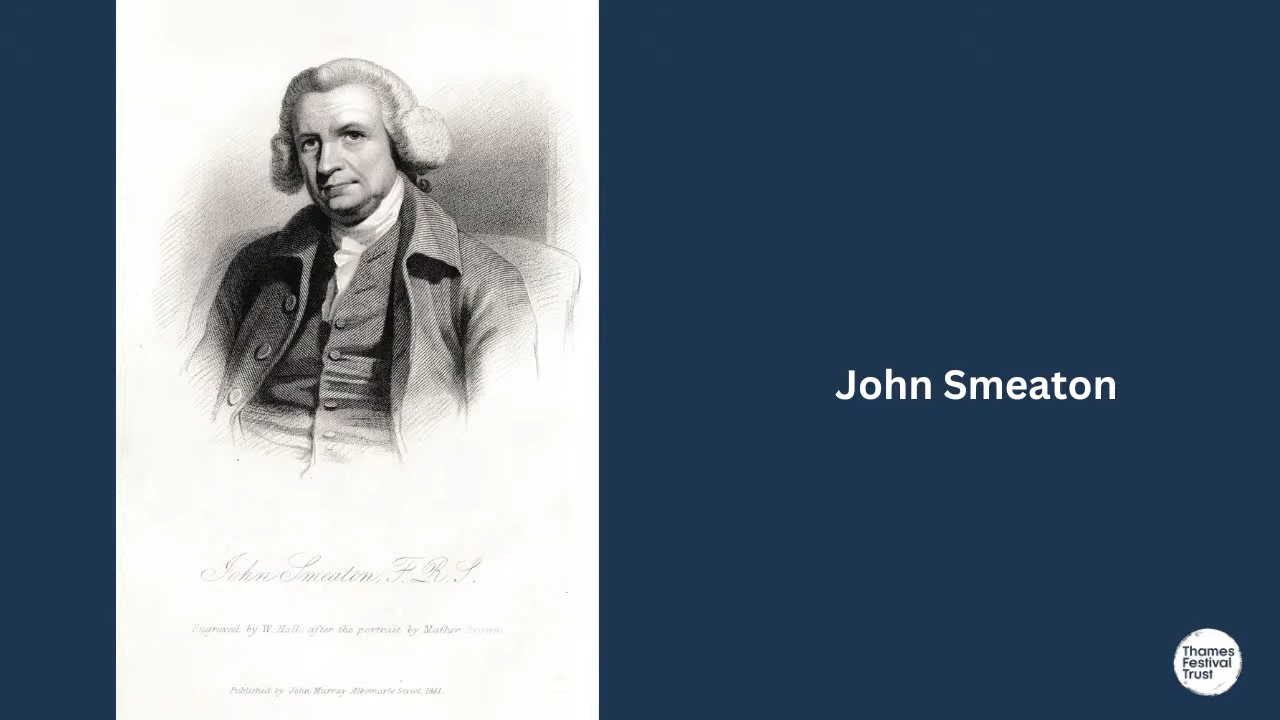 John Smeaton, F.R.S.
Engraved by W. Holl, after the portrait by Mather Brown
Published by John Murray Albemarle Street, 1861.
John Smeaton
Thames
Festival
Trust